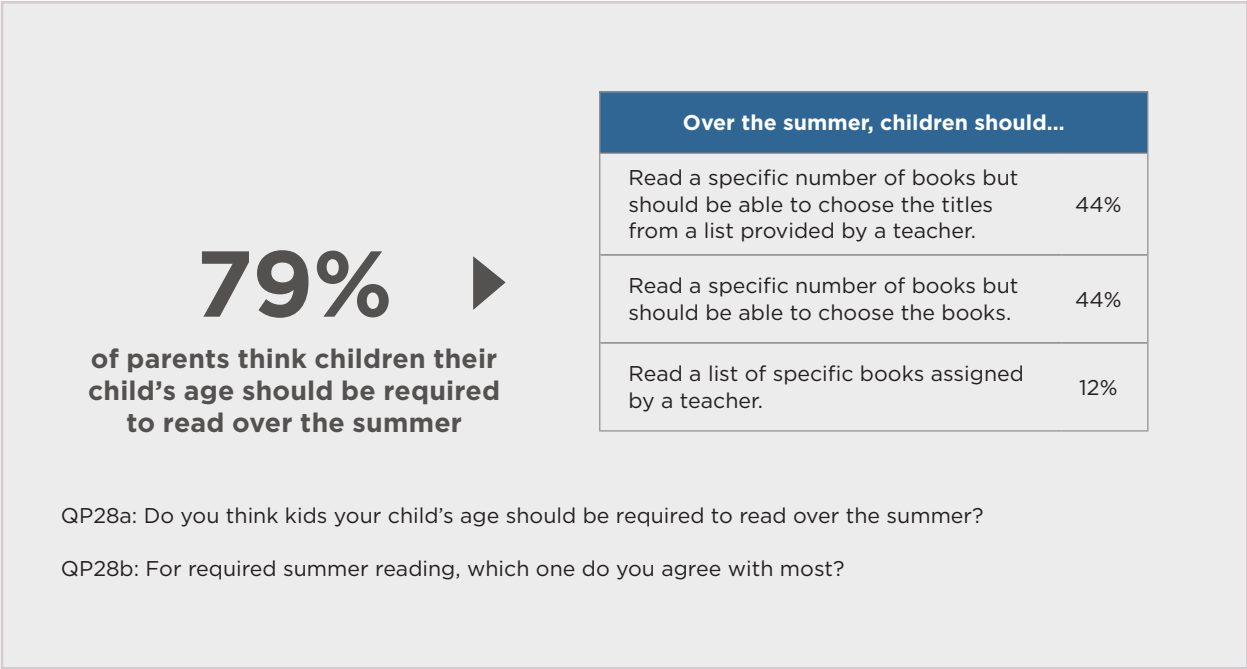 79%
of parents think children their
child's age should be required
to read over the summer
Over the summer, children should...
Read a specific number of books but
should be able to choose the titles
from a list provided by a teacher.
44%
Read a specific number of books but
should be able to choose the books.
44%
Read a list of specific books assigned
by a teacher.
12%
QP28a: Do you think kids your child's age should be required to read over the summer?
QP28b: For required summer reading, which one do you agree with most?